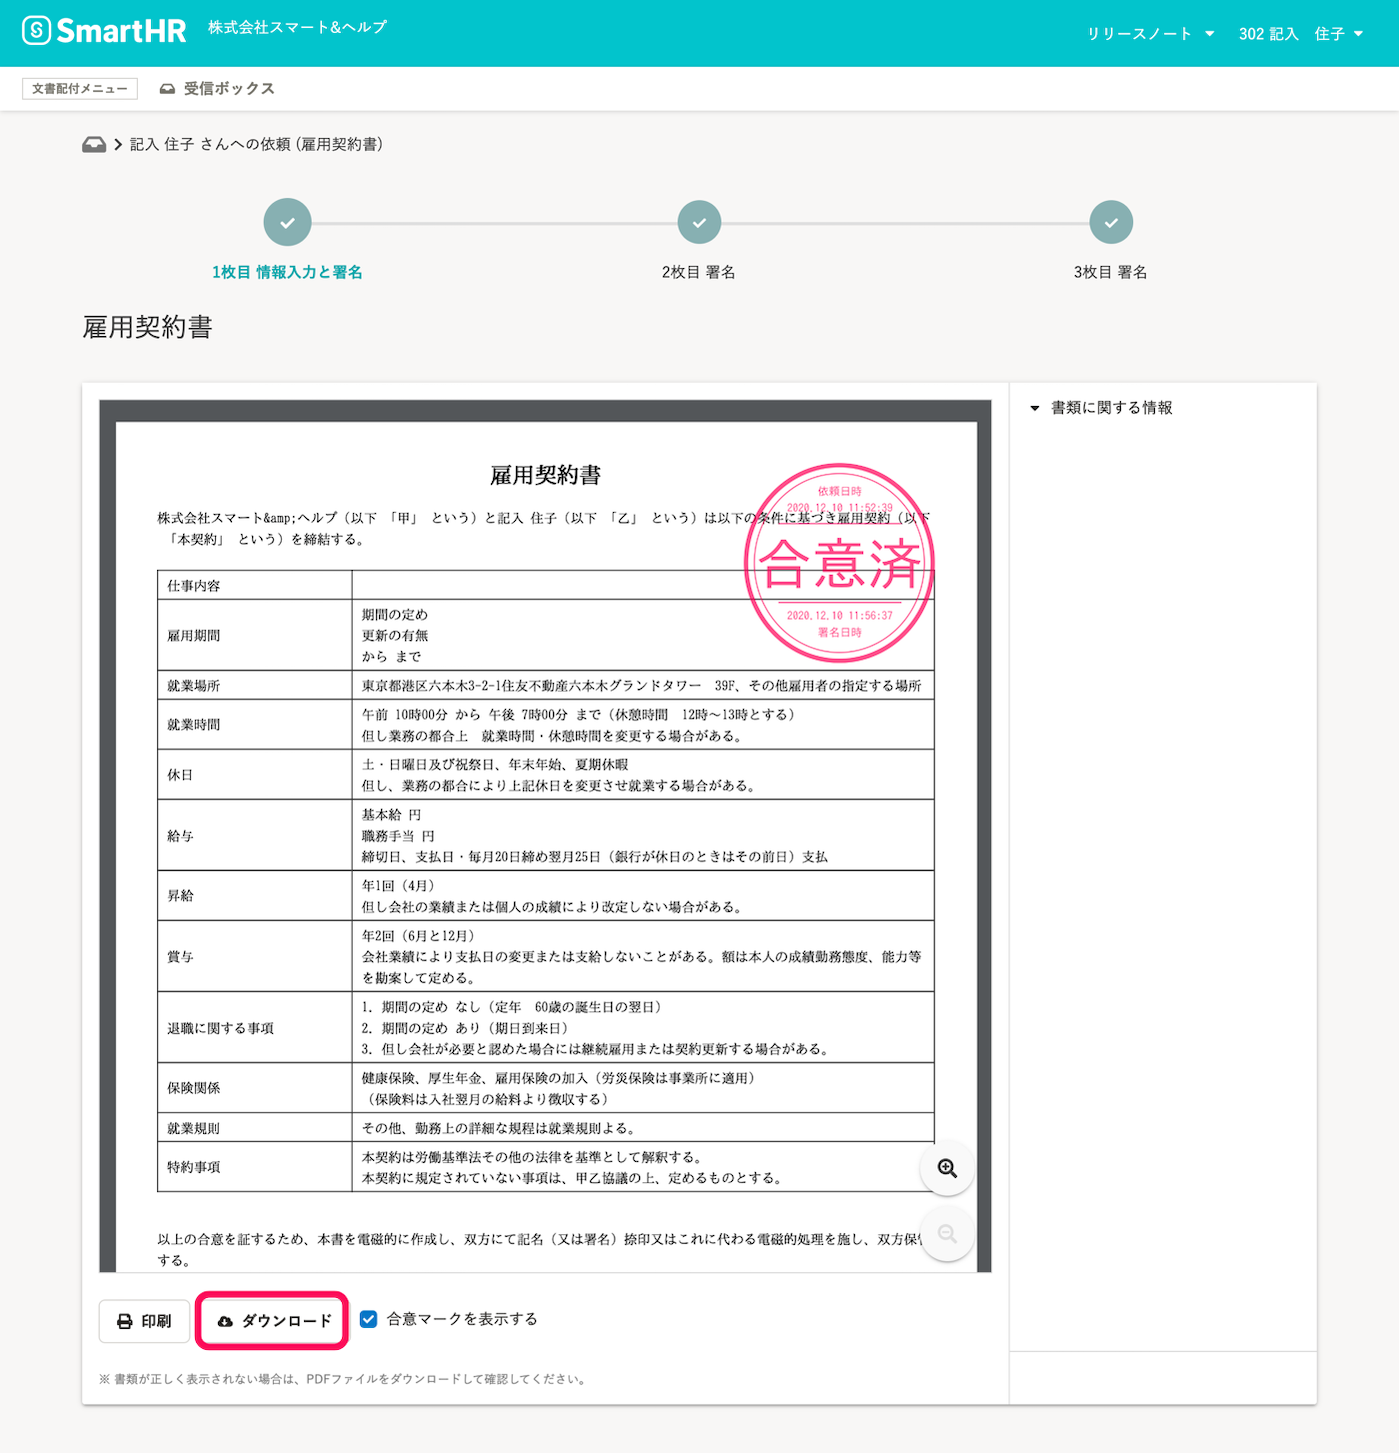 SmartHR 株式会社スマート&ヘルプ
リリースノート 302 記入 住子
文書配付メニュー 受信ボックス
記入 住子 さんへの依頼 (雇用契約書)
1枚目 情報入力と署名 2枚目 署名 3枚目 署名
雇用契約書
書類に関する情報
雇用契約書
依頼日時
2020.12.10 11:52:39
合意済
2020.12.10 11:56:37
署名日時
株式会社スマート&amp;ヘルプ（以下 「甲」 という）と記入 住子（以下 「乙」 という）は以下の条件に基づき雇用契約（以下
「本契約」 という）を締結する。
仕事内容
雇用期間
期間の定め
更新の有無
から まで
就業場所
東京都港区六本木3-2-1住友不動産六本木グランドタワー　39F、その他雇用者の指定する場所
就業時間
午前 10時00分 から 午後 7時00分 まで（休憩時間　12時〜13時とする）
但し業務の都合上　就業時間・休憩時間を変更する場合がある。
休日
土・日曜日及び祝祭日、年末年始、夏期休暇
但し、業務の都合により上記休日を変更させ就業する場合がある。
給与
基本給 円
職務手当 円
締切日、支払日・毎月20日締め翌月25日（銀行が休日のときはその前日）支払
昇給
年1回（4月）
但し会社の業績または個人の成績により改定しない場合がある。
賞与
年2回（6月と12月）
会社業績により支払日の変更または支給しないことがある。額は本人の成績勤務態度、能力等
を勘案して定める。
退職に関する事項
1. 期間の定め なし（定年　60歳の誕生日の翌日）
2. 期間の定め あり（期日到来日）
3. 但し会社が必要と認めた場合には継続雇用または契約更新する場合がある。
保険関係
健康保険、厚生年金、雇用保険の加入（労災保険は事業所に適用）
（保険料は入社翌月の給料より徴収する）
就業規則
その他、勤務上の詳細な規程は就業規則よる。
特約事項
本契約は労働基準法その他の法律を基準として解釈する。
本契約に規定されていない事項は、甲乙協議の上、定めるものとする。
以上の合意を証するため、本書を電磁的に作成し、双方にて記名（又は署名）捺印又はこれに代わる電磁的処理を施し、双方保
する。
印刷 ダウンロード 合意マークを表示する
※ 書類が正しく表示されない場合は、PDFファイルをダウンロードして確認してください。